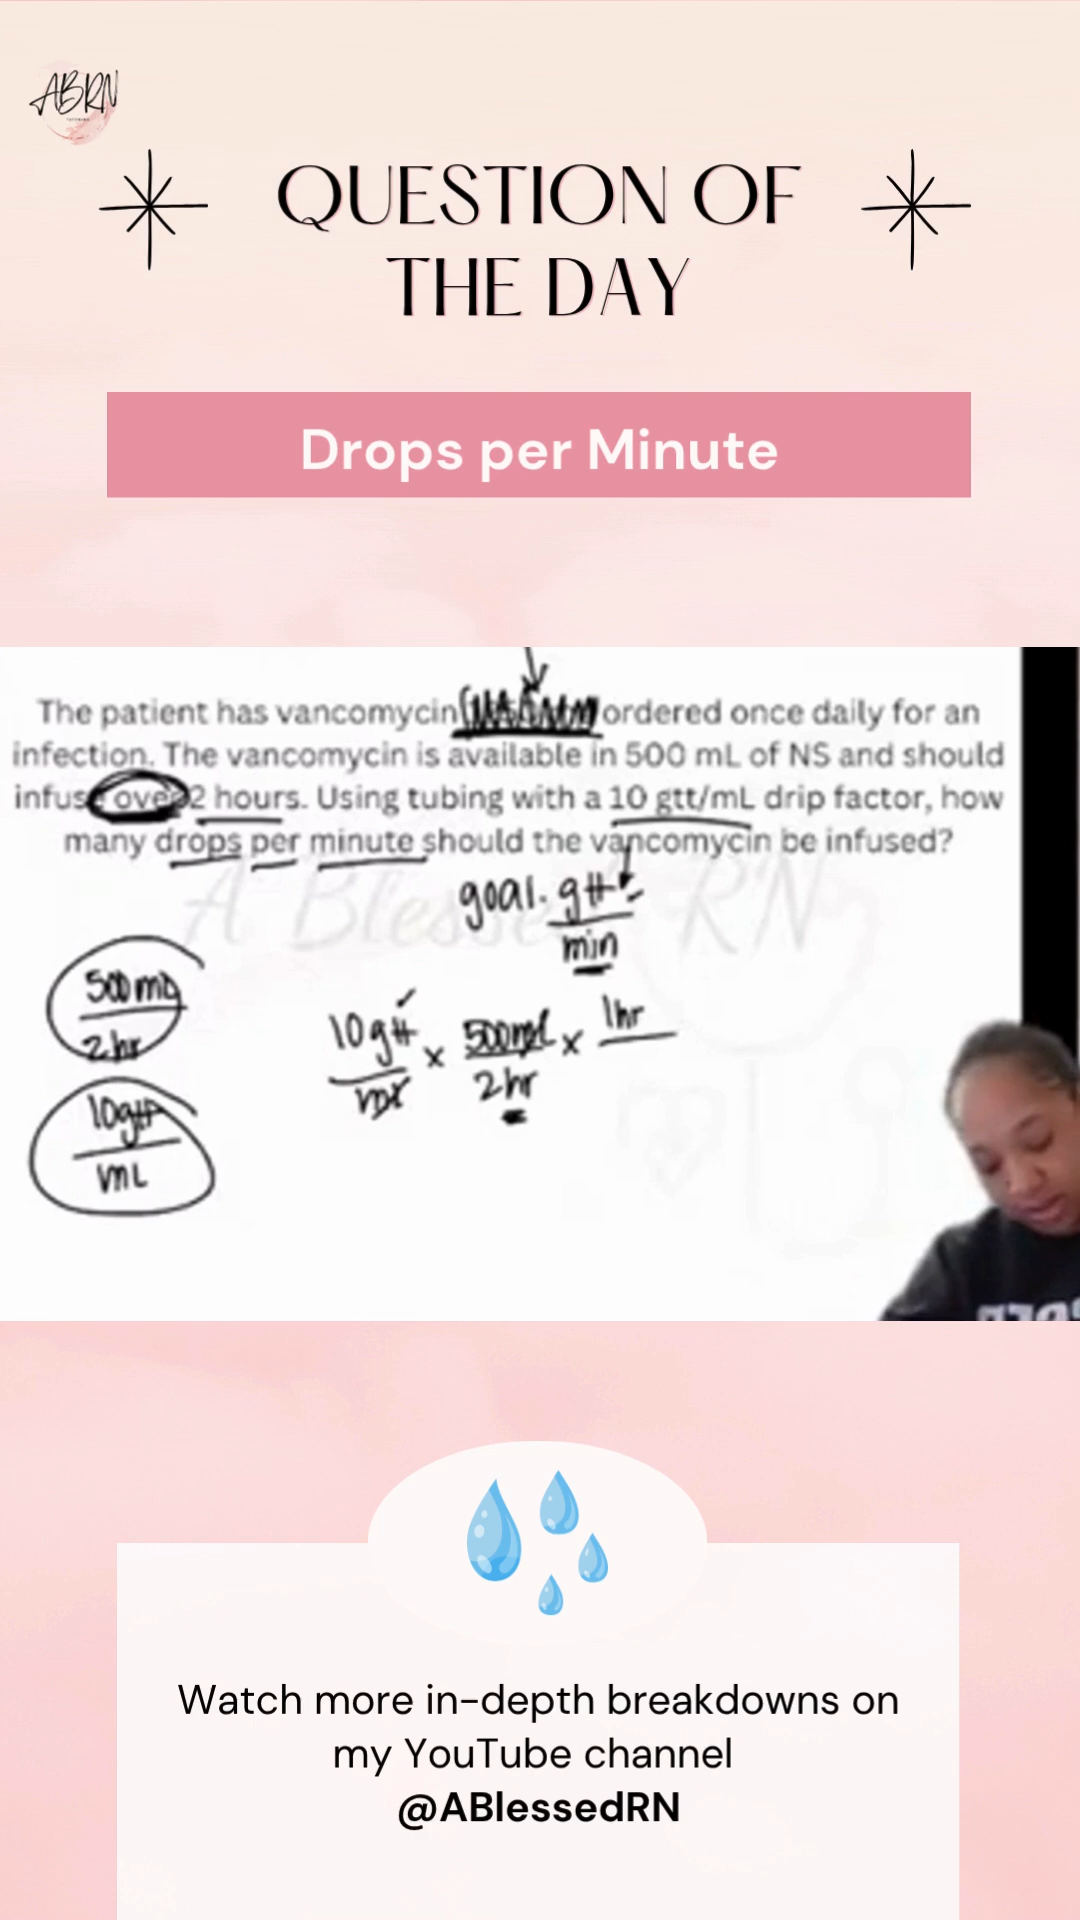 ABRN
QUESTION OF
THE DAY
Drops per Minute
The patient has vancomycin ordered once daily for an
infection. The vancomycin is available in 500 mL of NS and should
infuse over 2 hours. Using tubing with a 10 gtt/mL drip factor, how
many drops per minute should the vancomycin be infused?
A Blessed RN
goal. gtt
min
500 mL
2 hr
10 gtt
mL
10 gtt
mL
x
500 mL
2 hr
x
1 hr
Watch more in-depth breakdowns on
my YouTube channel
@ABlessedRN